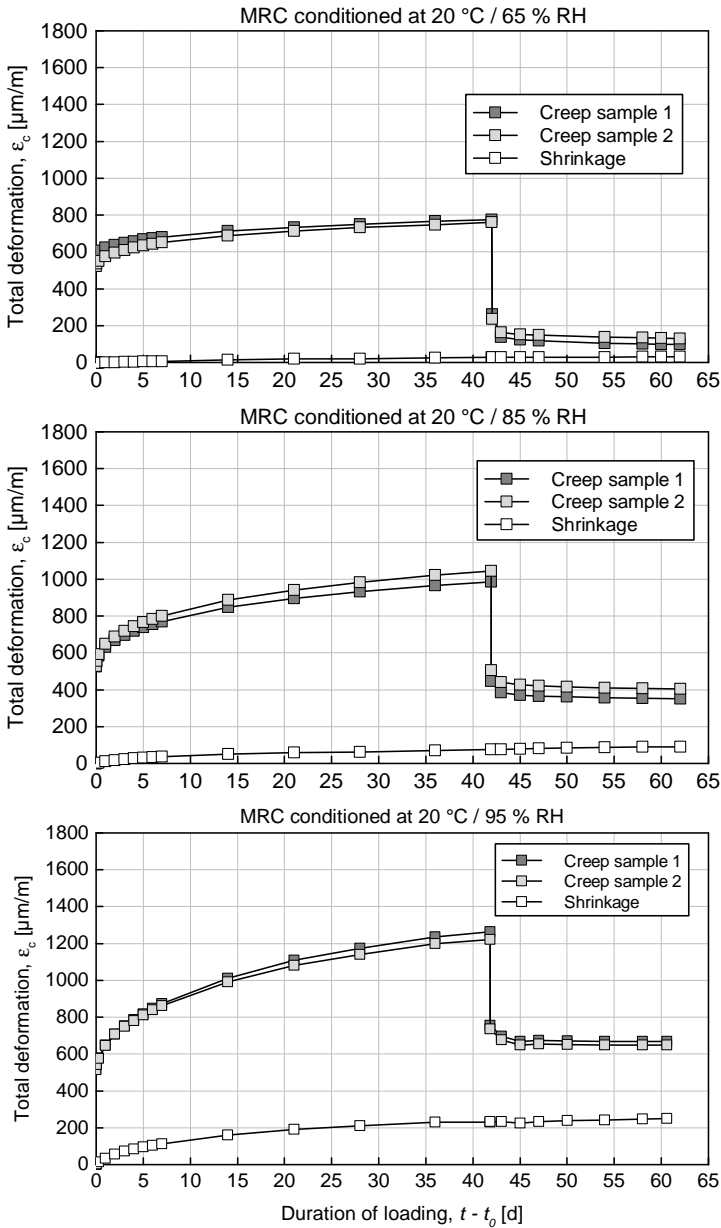 MRC conditioned at 20 °C / 65 % RH
Total deformation, εc [µm/m]
1800
1600
1400
1200
1000
800
600
400
200
0
Creep sample 1
Creep sample 2
Shrinkage
0 5 10 15 20 25 30 35 40 45 50 55 60 65
MRC conditioned at 20 °C / 85 % RH
Total deformation, εc [µm/m]
1800
1600
1400
1200
1000
800
600
400
200
0
Creep sample 1
Creep sample 2
Shrinkage
0 5 10 15 20 25 30 35 40 45 50 55 60 65
MRC conditioned at 20 °C / 95 % RH
Total deformation, εc [µm/m]
1800
1600
1400
1200
1000
800
600
400
200
0
Creep sample 1
Creep sample 2
Shrinkage
0 5 10 15 20 25 30 35 40 45 50 55 60 65
Duration of loading, t - t0 [d]